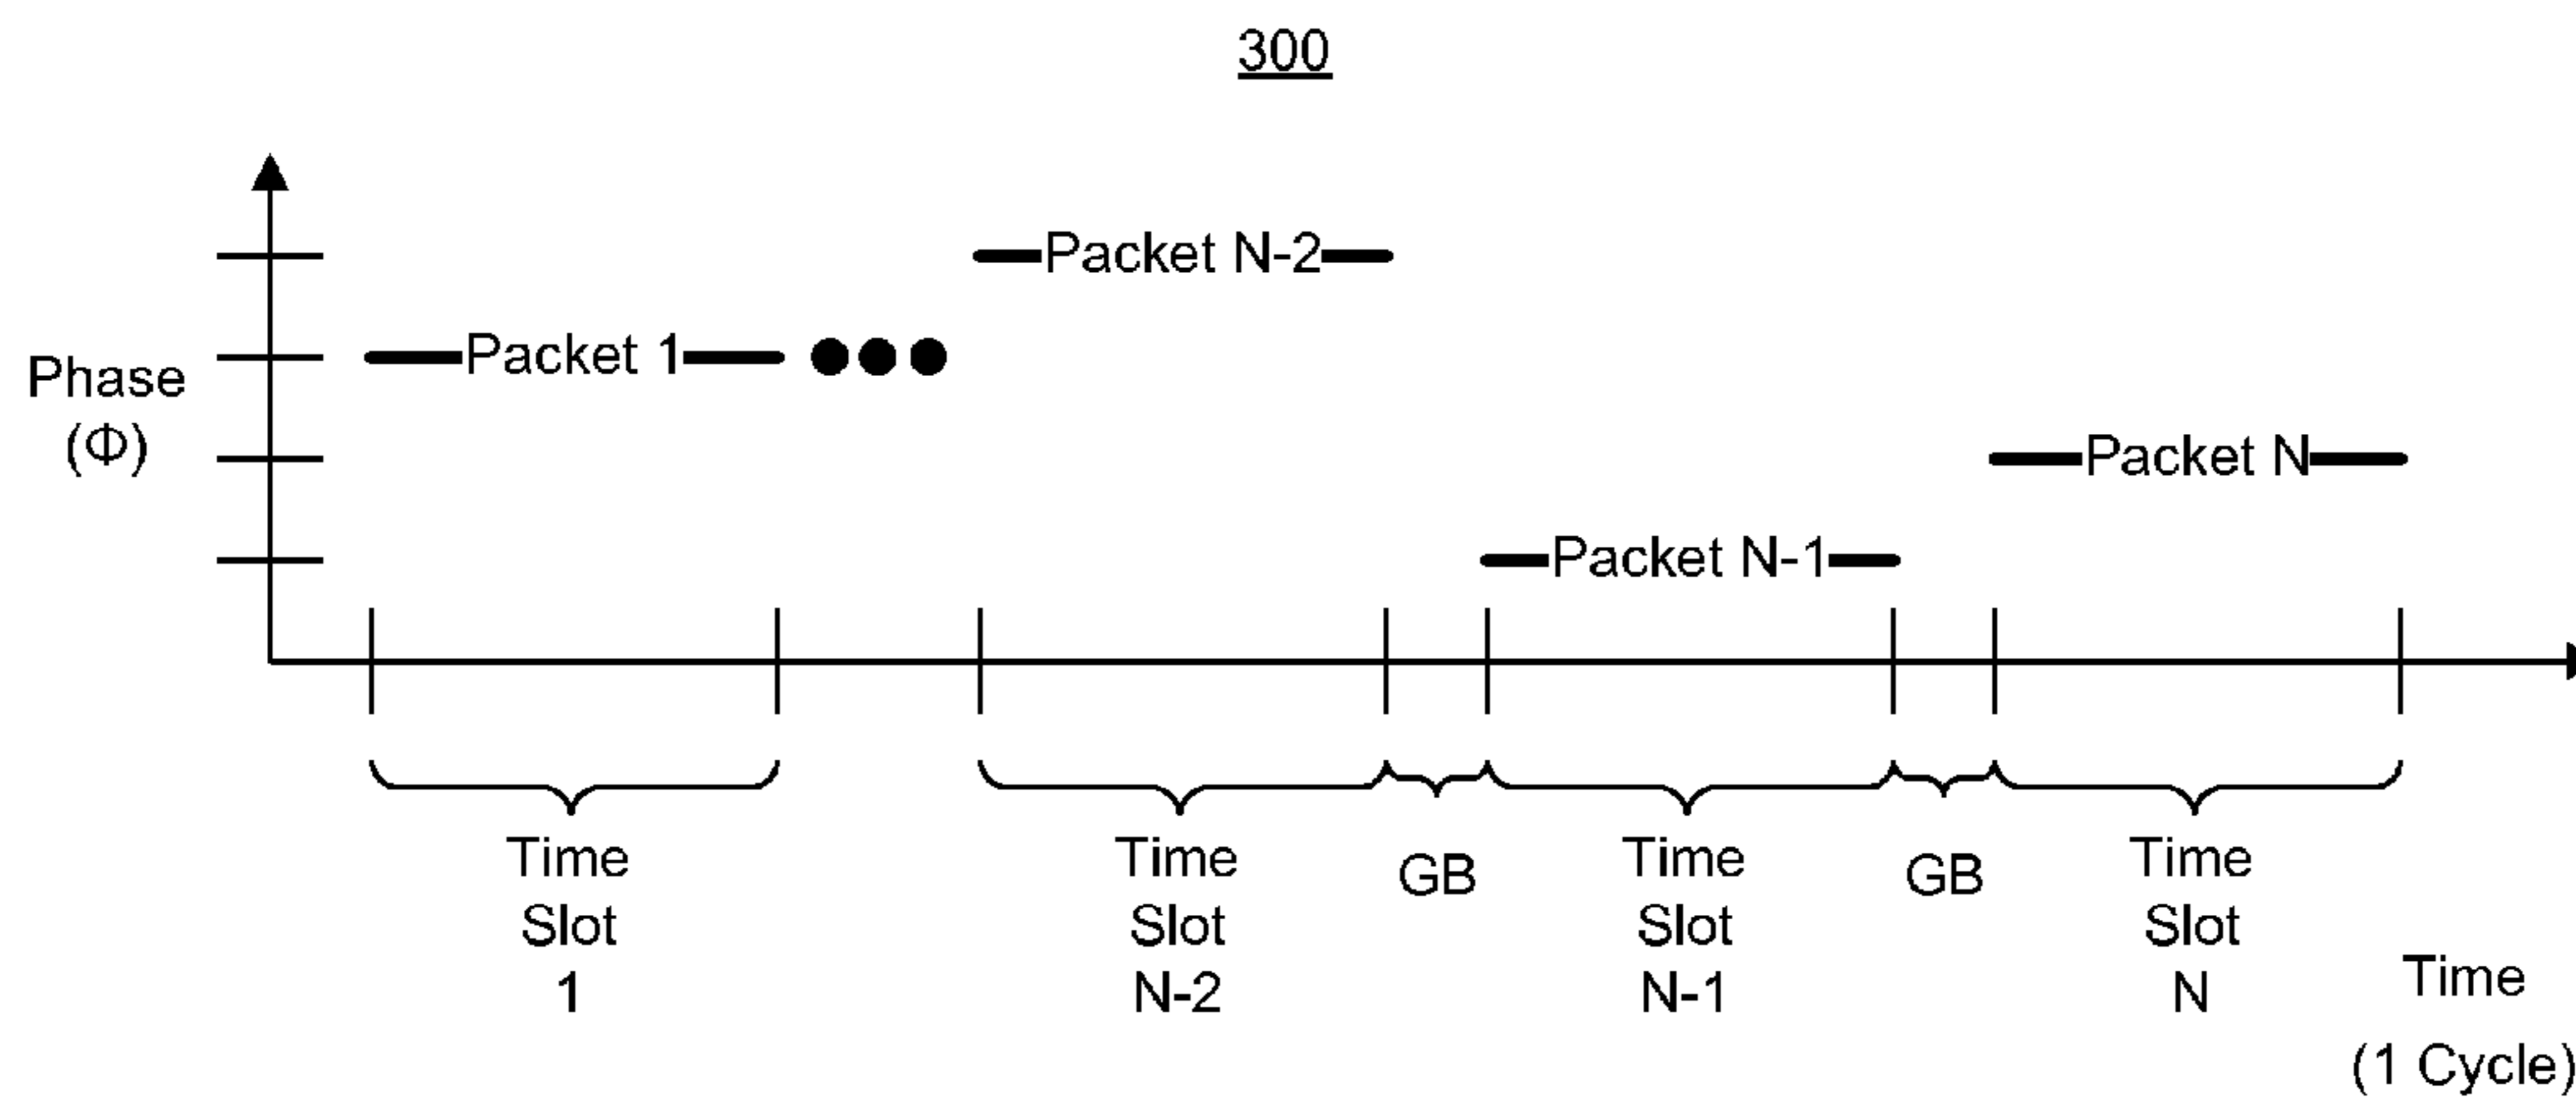 300
Packet N-2
Packet 1
Phase
(Φ)
Packet N
Packet N-1
Time
Slot
1
Time
Slot
N-2
GB
Time
Slot
N-1
GB
Time
Slot
N
Time
(1 Cycle)